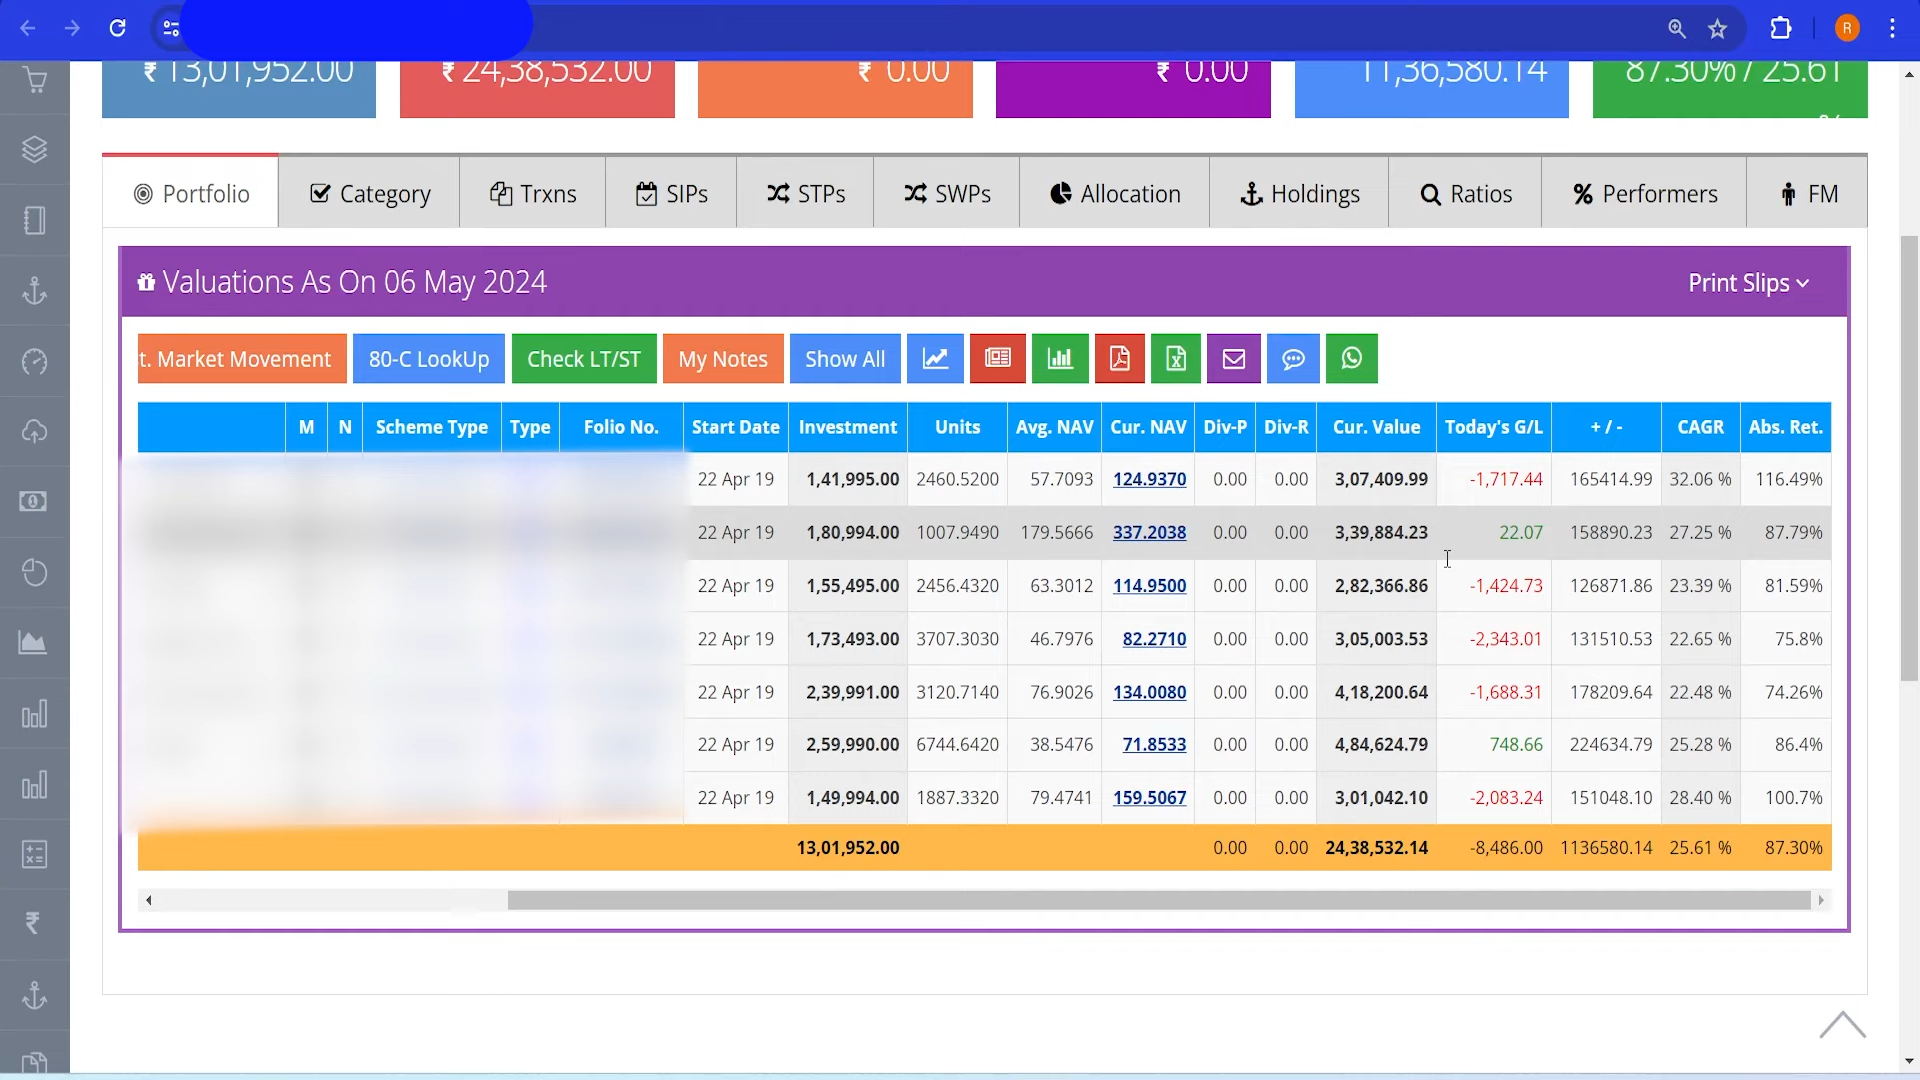 R
₹ 13,01,952.00 ₹ 24,38,532.00 ₹ 0.00 ₹ 0.00 11,36,580.14 87.30% / 25.61
Portfolio Category Trxns SIPs STPs SWPs Allocation Holdings Ratios % Performers FM
Valuations As On 06 May 2024 Print Slips
t. Market Movement 80-C LookUp Check LT/ST My Notes Show All
M N Scheme Type Type Folio No. Start Date Investment Units Avg. NAV Cur. NAV Div-P Div-R Cur. Value Today's G/L + / - CAGR Abs. Ret.
22 Apr 19 1,41,995.00 2460.5200 57.7093 124.9370 0.00 0.00 3,07,409.99 -1,717.44 165414.99 32.06 % 116.49%
22 Apr 19 1,80,994.00 1007.9490 179.5666 337.2038 0.00 0.00 3,39,884.23 22.07 158890.23 27.25 % 87.79%
22 Apr 19 1,55,495.00 2456.4320 63.3012 114.9500 0.00 0.00 2,82,366.86 -1,424.73 126871.86 23.39 % 81.59%
22 Apr 19 1,73,493.00 3707.3030 46.7976 82.2710 0.00 0.00 3,05,003.53 -2,343.01 131510.53 22.65 % 75.8%
22 Apr 19 2,39,991.00 3120.7140 76.9026 134.0080 0.00 0.00 4,18,200.64 -1,688.31 178209.64 22.48 % 74.26%
22 Apr 19 2,59,990.00 6744.6420 38.5476 71.8533 0.00 0.00 4,84,624.79 748.66 224634.79 25.28 % 86.4%
22 Apr 19 1,49,994.00 1887.3320 79.4741 159.5067 0.00 0.00 3,01,042.10 -2,083.24 151048.10 28.40 % 100.7%
13,01,952.00 0.00 0.00 24,38,532.14 -8,486.00 1136580.14 25.61 % 87.30%